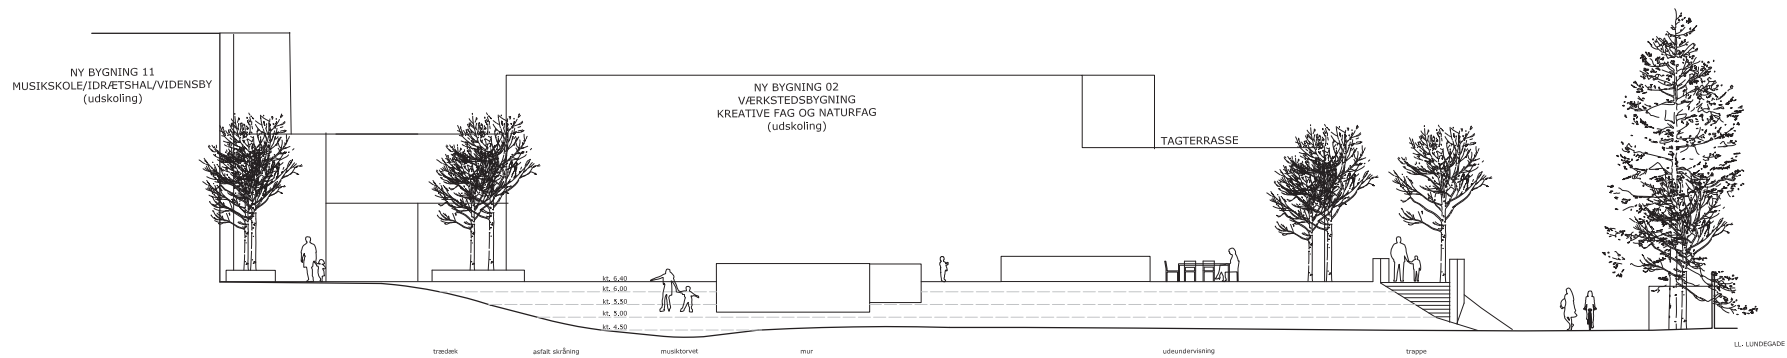 NY BYGNING 11
MUSIKSKOLE/IDRÆTSHAL/VIDENSBY
(udskoling)
NY BYGNING 02
VÆRKSTEDSBYGNING
KREATIVE FAG OG NATURFAG
(udskoling)
TAGTERRASSE
kt. 6.40
kt. 6.00
kt. 5.50
kt. 5.00
kt. 4.50
LL. LUNDEGADE
trædæk
asfalt skråning
musiktorvet
mur
udeundervisning
trappe